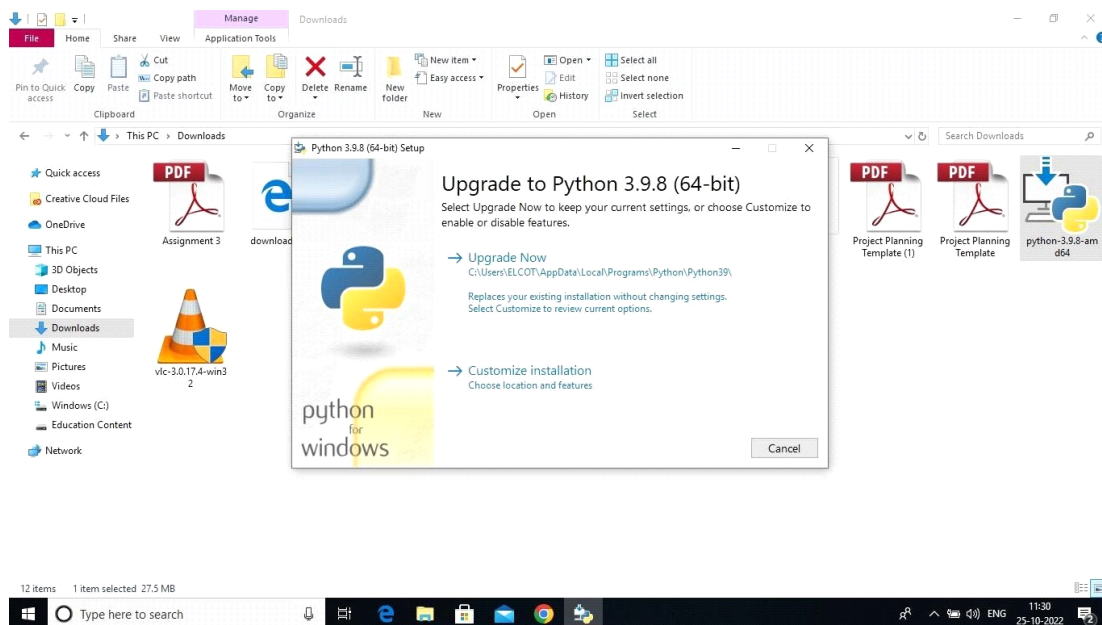 Manage
Downloads
File
Home
Share
View
Application Tools
Pin to Quick access
Copy
Paste
Cut
Copy path
Paste shortcut
Move to
Copy to
Delete
Rename
New folder
New item
Easy access
Properties
Open
Edit
History
Select all
Select none
Invert selection
Clipboard
Organize
New
Open
Select
This PC
Downloads
Search Downloads
Quick access
Creative Cloud Files
OneDrive
This PC
3D Objects
Desktop
Documents
Downloads
Music
Pictures
Videos
Windows (C:)
Education Content
Network
PDF
Assignment 3
download
vlc-3.0.17.4-win3
2
Python 3.9.8 (64-bit) Setup
Upgrade to Python 3.9.8 (64-bit)
Select Upgrade Now to keep your current settings, or choose Customize to
enable or disable features.
Upgrade Now
C:\Users\ELCOT\AppData\Local\Programs\Python\Python39\
Replaces your existing installation without changing settings.
Select Customize to review current options.
Customize installation
Choose location and features
python
for
windows
Cancel
PDF
Project Planning
Template (1)
PDF
Project Planning
Template
python-3.9.8-am
d64
12 items
1 item selected 27.5 MB
Type here to search
ENG
11:30
25-10-2022
2